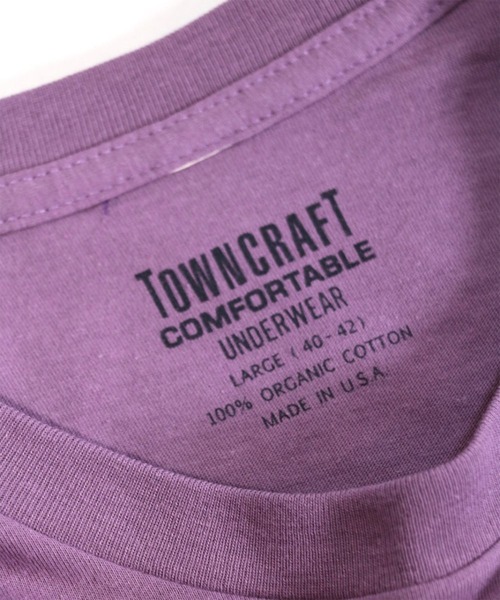 TOWNCRAFT
COMFORTABLE
UNDERWEAR
LARGE (40-42)
100% ORGANIC COTTON
MADE IN U.S.A.